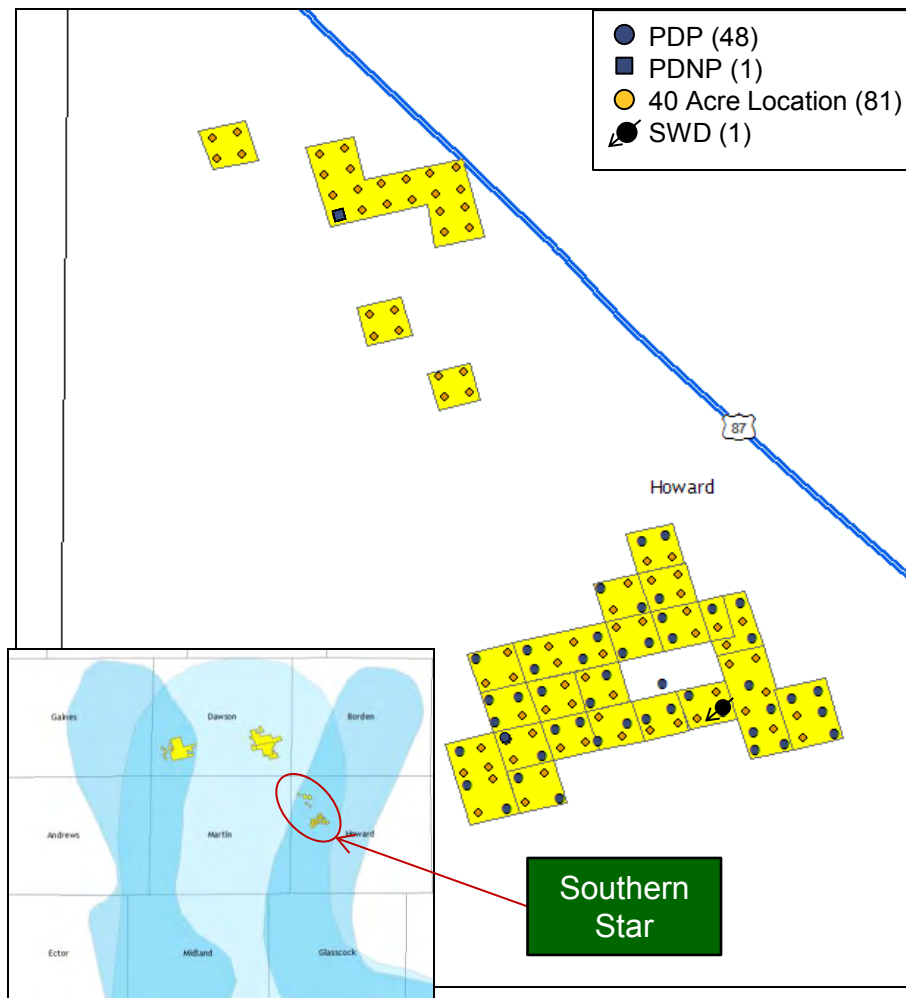 PDP (48)
PDNP (1)
40 Acre Location (81)
SWD (1)
87
Howard
Gaines
Dawson
Borden
Andrews
Martin
Howard
Ector
Midland
Glasscock
Southern
Star